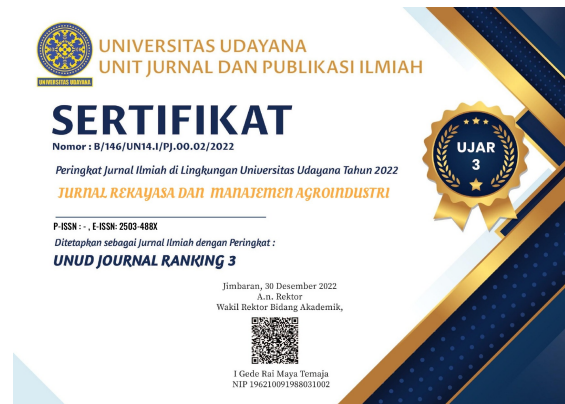 UNIVERSITAS UDAYANA
UNIT JURNAL DAN PUBLIKASI ILMIAH
UNIVERSITAS UDAYANA
SERTIFIKAT
Nomor : B/146/UN14.I/PJ.00.02/2022
Peringkat Jurnal Ilmiah di Lingkungan Universitas Udayana Tahun 2022
JURNAL REKAYASA DAN MANAJEMEN AGROINDUSTRI
UJAR
3
P-ISSN : - , E-ISSN: 2503-488X
Ditetapkan sebagai Jurnal Ilmiah dengan Peringkat :
UNUD JOURNAL RANKING 3
Jimbaran, 30 Desember 2022
A.n. Rektor
Wakil Rektor Bidang Akademik,
I Gede Rai Maya Temaja
NIP 196210091988031002